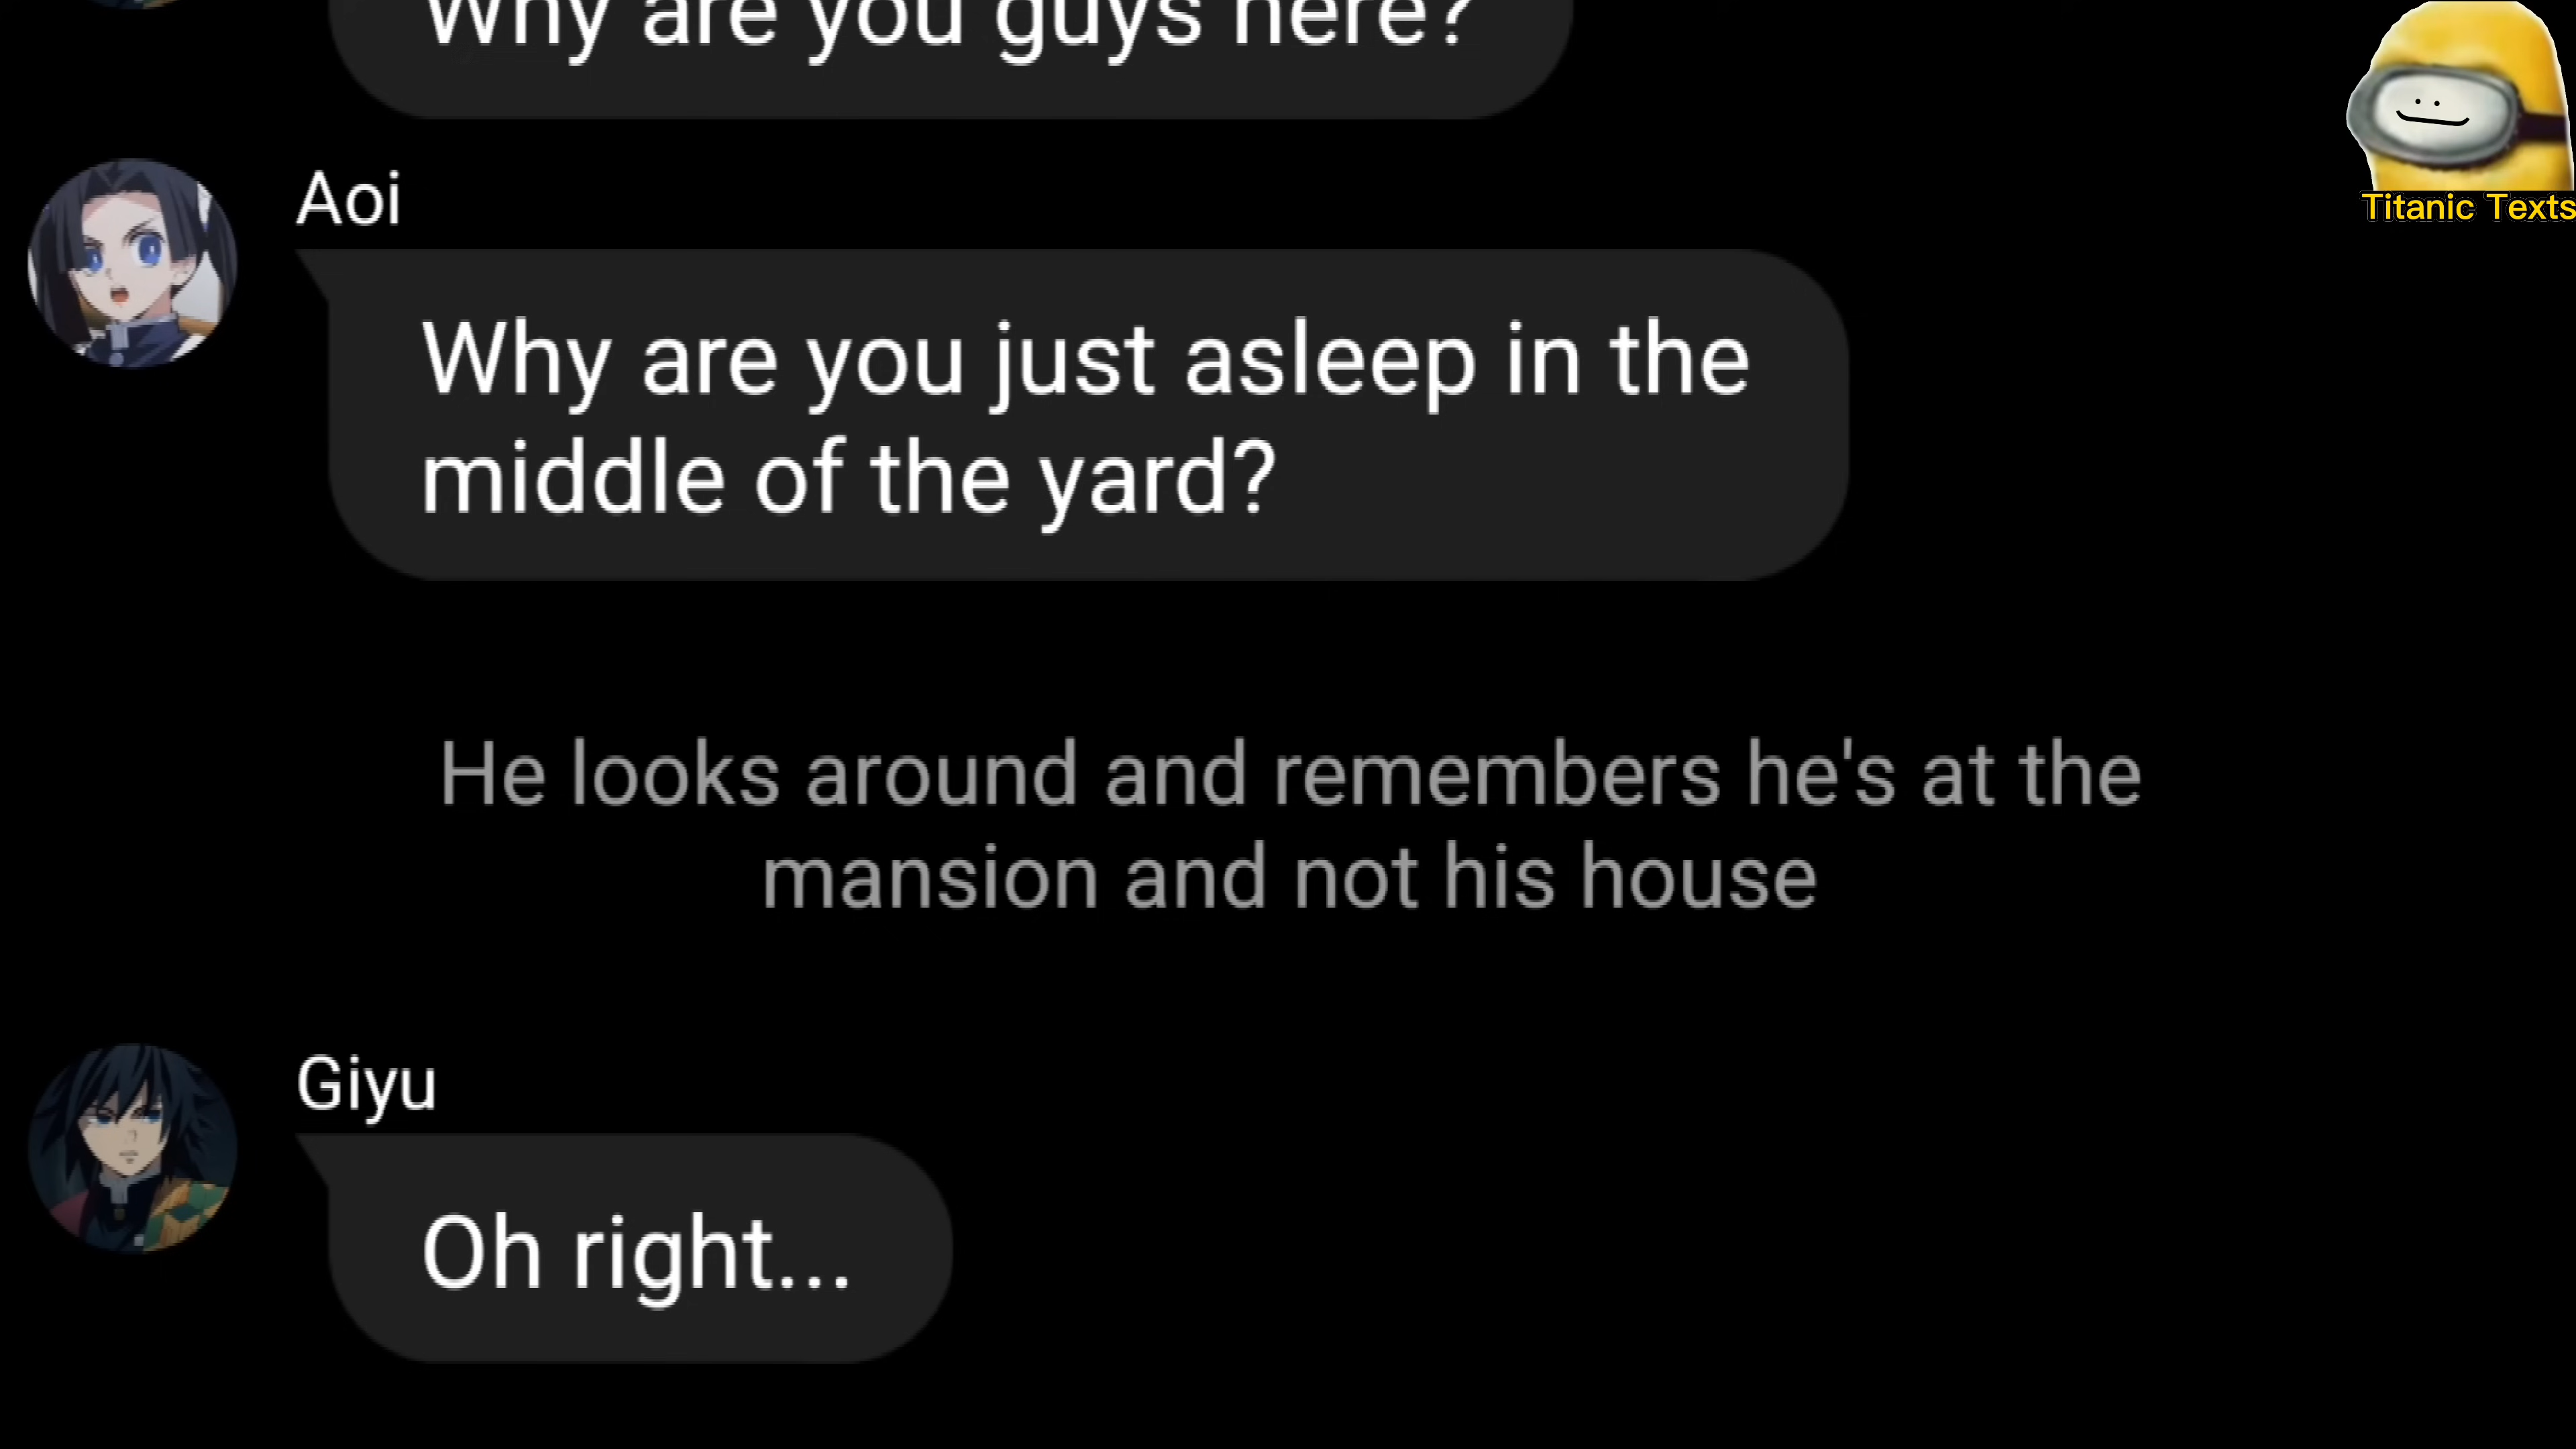 Why are you guys here?
Titanic Texts
Aoi
Why are you just asleep in the
middle of the yard?
He looks around and remembers he's at the
mansion and not his house
Giyu
Oh right...